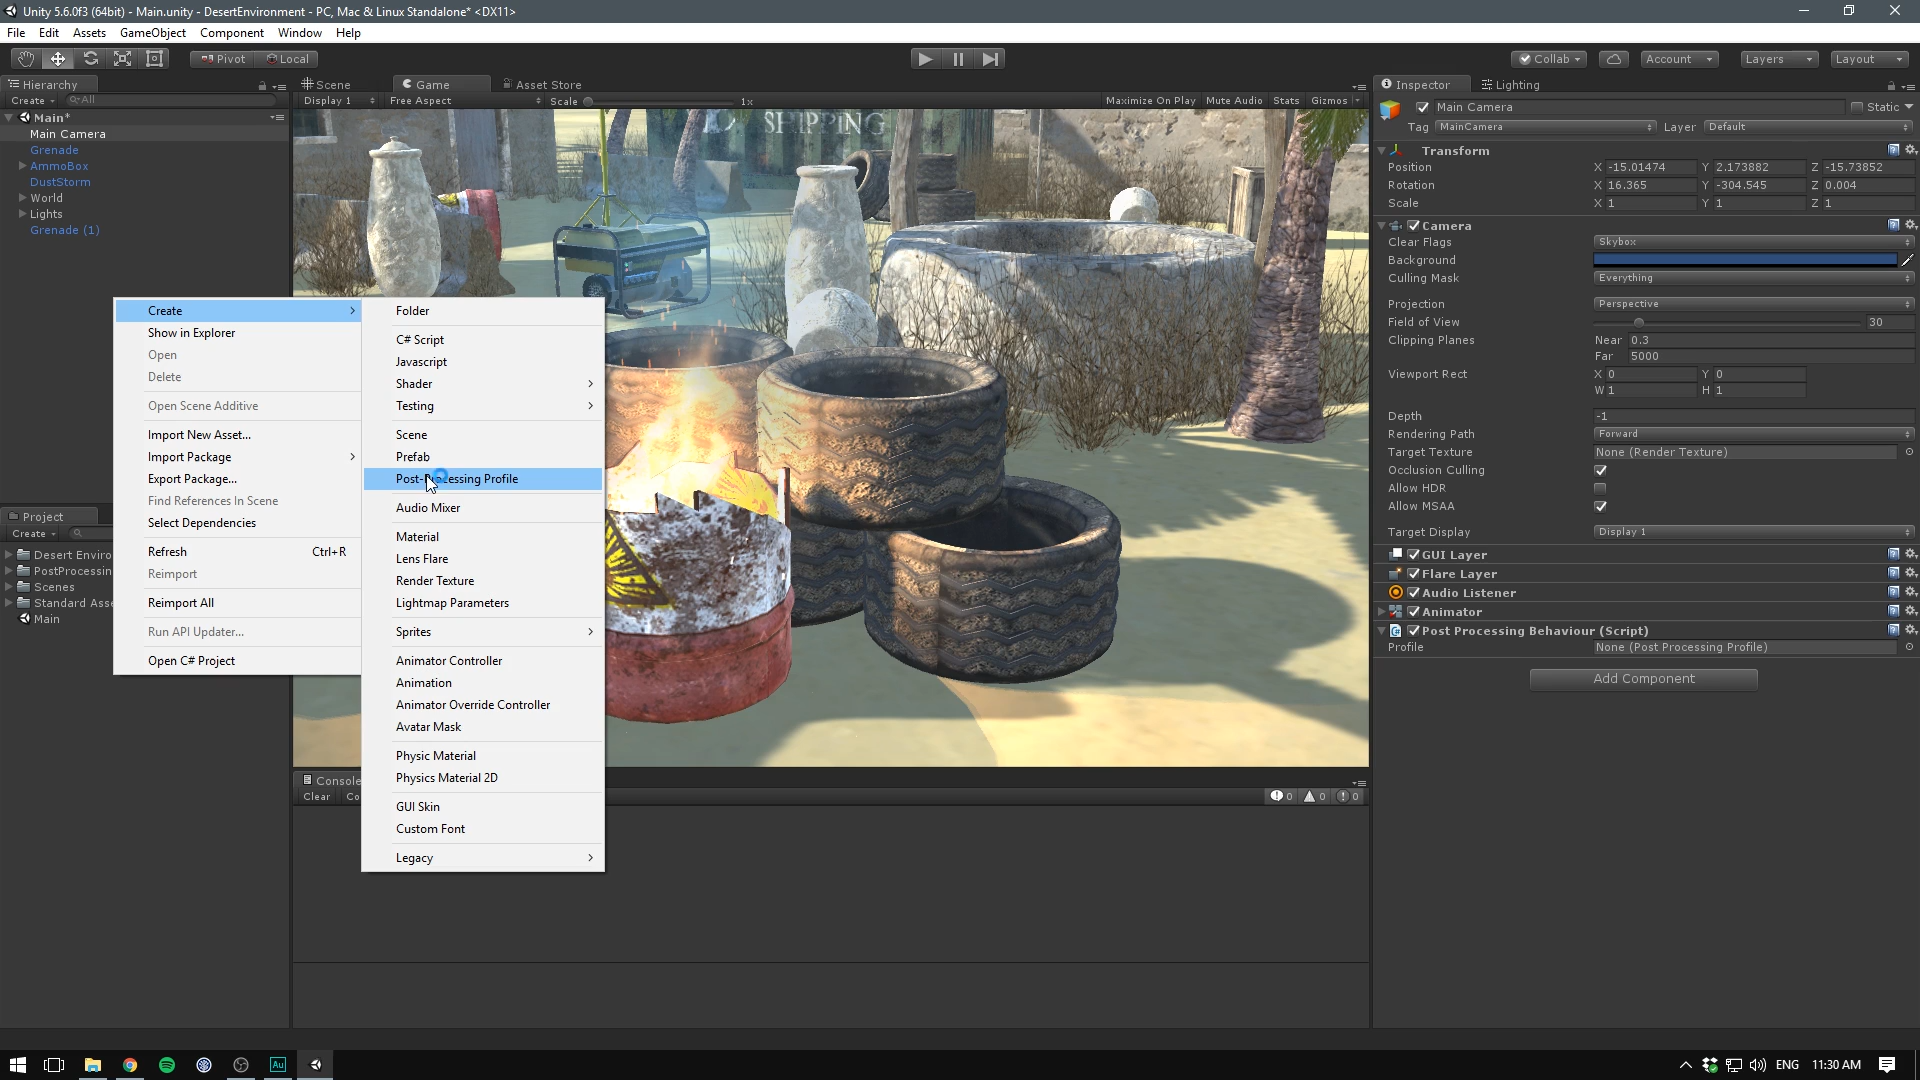 Unity 5.6.0f3 (64bit) - Main.unity - DesertEnvironment - PC, Mac & Linux Standalone* <DX11>
File Edit Assets GameObject Component Window Help
Pivot Local
Collab Account Layers Layout
Hierarchy
Create All
Main*
Main Camera
Grenade
AmmoBox
DustStorm
World
Lights
Grenade (1)
Scene Game Asset Store
Display 1 Free Aspect Scale 1x Maximize On Play Mute Audio Stats Gizmos
SHIPPING
Create
Show in Explorer
Open
Delete
Open Scene Additive
Import New Asset...
Import Package
Export Package...
Find References In Scene
Select Dependencies
Refresh Ctrl+R
Reimport
Reimport All
Run API Updater...
Open C# Project
Folder
C# Script
Javascript
Shader
Testing
Scene
Prefab
Post-Processing Profile
Audio Mixer
Material
Lens Flare
Render Texture
Lightmap Parameters
Sprites
Animator Controller
Animation
Animator Override Controller
Avatar Mask
Physic Material
Physics Material 2D
GUI Skin
Custom Font
Legacy
Project
Create
Desert Enviro
PostProcessin
Scenes
Standard Asse
Main
Console
Clear Co
0 0 0
Inspector Lighting
Main Camera Static
Tag MainCamera Layer Default
Transform
Position X -15.01474 Y 2.173882 Z -15.73852
Rotation X 16.365 Y -304.545 Z 0.004
Scale X 1 Y 1 Z 1
Camera
Clear Flags Skybox
Background
Culling Mask Everything
Projection Perspective
Field of View 30
Clipping Planes Near 0.3
Far 5000
Viewport Rect X 0 Y 0
W 1 H 1
Depth -1
Rendering Path Forward
Target Texture None (Render Texture)
Occlusion Culling
Allow HDR
Allow MSAA
Target Display Display 1
GUI Layer
Flare Layer
Audio Listener
Animator
Post Processing Behaviour (Script)
Profile None (Post Processing Profile)
Add Component
Au
ENG 11:30 AM